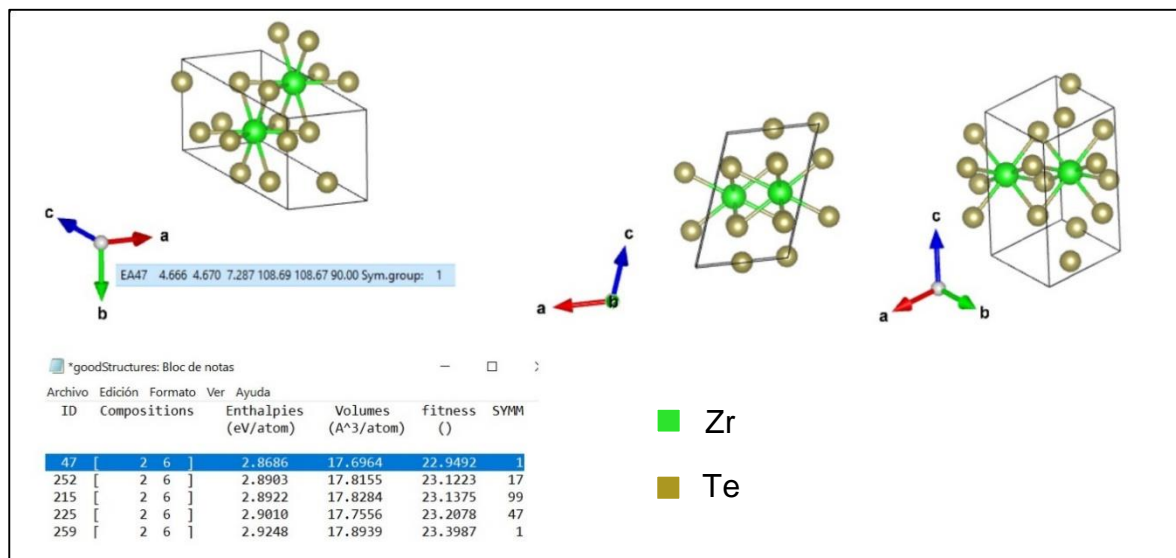 c
a
b
EA47 4.666 4.670 7.287 108.69 108.67 90.00 Sym.group: 1
c
a
b
c
a
b
*goodStructures: Bloc de notas
Archivo Edición Formato Ver Ayuda
ID Compositions Enthalpies Volumes fitness SYMM
(eV/atom) (A^3/atom) ()
47 [ 2 6 ] 2.8686 17.6964 22.9492 1
252 [ 2 6 ] 2.8903 17.8155 23.1223 17
215 [ 2 6 ] 2.8922 17.8284 23.1375 99
225 [ 2 6 ] 2.9010 17.7556 23.2078 47
259 [ 2 6 ] 2.9248 17.8939 23.3987 1
Zr
Te